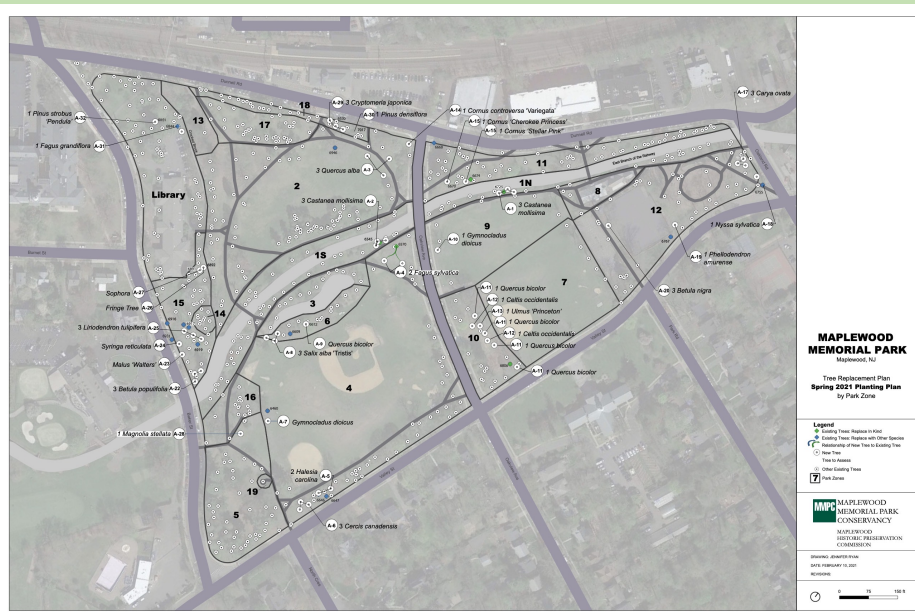 Dunnell Rd
A-17 3 Carya ovata
18
A-29 3 Cryptomeria japonica
A-30 1 Pinus densiflora
A-14 1 Cornus controversa 'Variegata'
A-15 1 Cornus 'Cherokee Princess'
1 Cornus 'Stellar Pink'
1 Pinus strobus
'Pendula'
A-32
13
17
1 Fagus grandiflora
A-31
11
East Branch of the Rahway
3 Quercus alba
A-3
2
1N
8
Library
3 Castanea mollisima
A-2
A-1
3 Castanea
mollisima
12
9
1 Nyssa sylvatica
A-10
1 Gymnocladus
dioicus
1S
A-19
1 Phellodendron
amurense
2 Fagus sylvatica
A-4
7
A-20
3 Betula nigra
Sophora
A-27
Fringe Tree
A-26
3
A-11 1 Quercus bicolor
A-12 1 Celtis occidentalis
A-13 1 Ulmus 'Princeton'
A-11 1 Quercus bicolor
A-12 1 Celtis occidentalis
A-11 1 Quercus bicolor
15
14
3 Liriodendron tulipifera
A-25
6
Syringa reticulata
A-24
Quercus bicolor
Malus 'Walters'
A-23
3 Salix alba 'Tristis'
10
3 Betula populifolia
A-22
4
A-11
1 Quercus bicolor
16
A-7
Gymnocladus dioicus
1 Magnolia stellata
A-28
2 Halesia
carolina
A-5
19
5
3 Cercis canadensis
MAPLEWOOD
MEMORIAL PARK
Maplewood, NJ
Tree Replacement Plan
Spring 2021 Planting Plan
by Park Zone
Legend
Existing Trees: Replace In Kind
Existing Trees: Replace with Other Species
Relationship of New Tree to Existing Tree
New Tree
Tree to Assess
Other Existing Trees
7 Park Zones
MMPC
MAPLEWOOD
MEMORIAL PARK
CONSERVANCY
MAPLEWOOD
HISTORIC PRESERVATION
COMMISSION
DRAWING: JENNIFER RYAN
DATE: FEBRUARY 10, 2021
REVISIONS:
0 75 150 ft